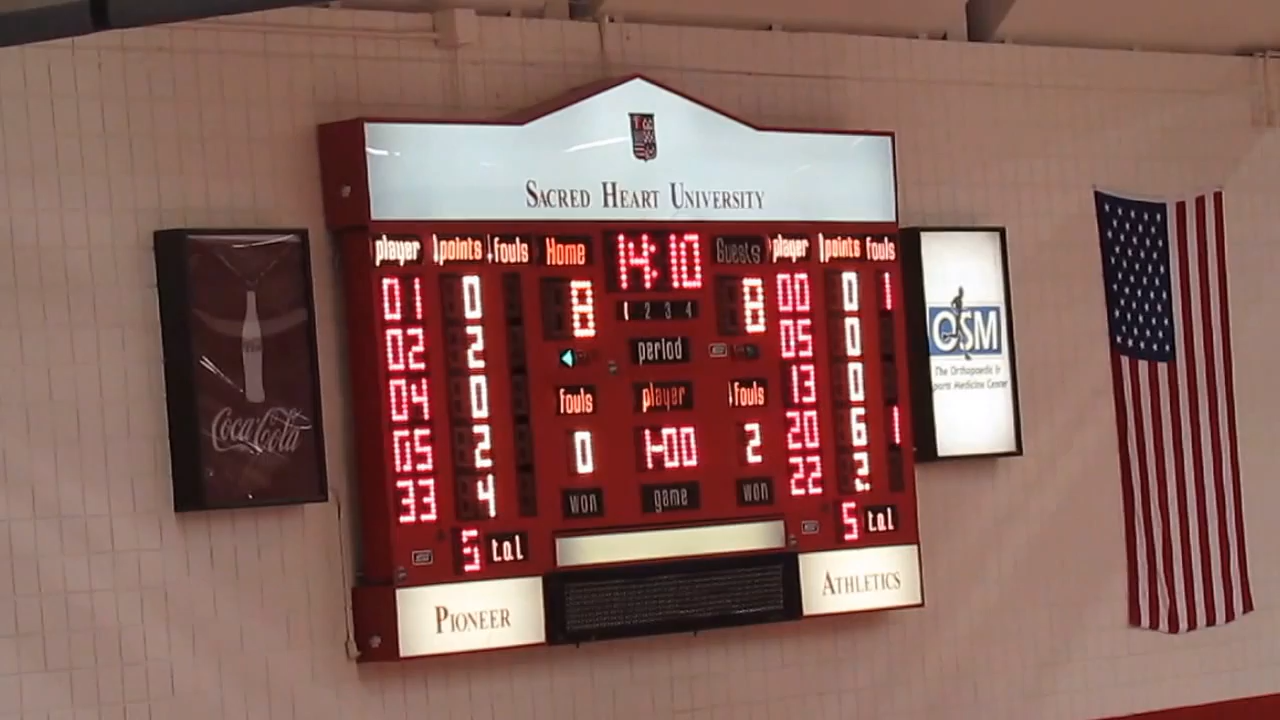 SACRED HEART UNIVERSITY
player points fouls Home 14:10 Guests player points fouls
01 0 8 1 2 3 4 8 00 0 1
02 2 period 05 0
04 0 fouls player fouls 13 0
05 2 0 1-00 2 20 6 1
33 4 won game won 22 2
5 t.o.l 5 t.o.l
PIONEER ATHLETICS
Coca-Cola
OSM
The Orthopaedic &
Sports Medicine Center